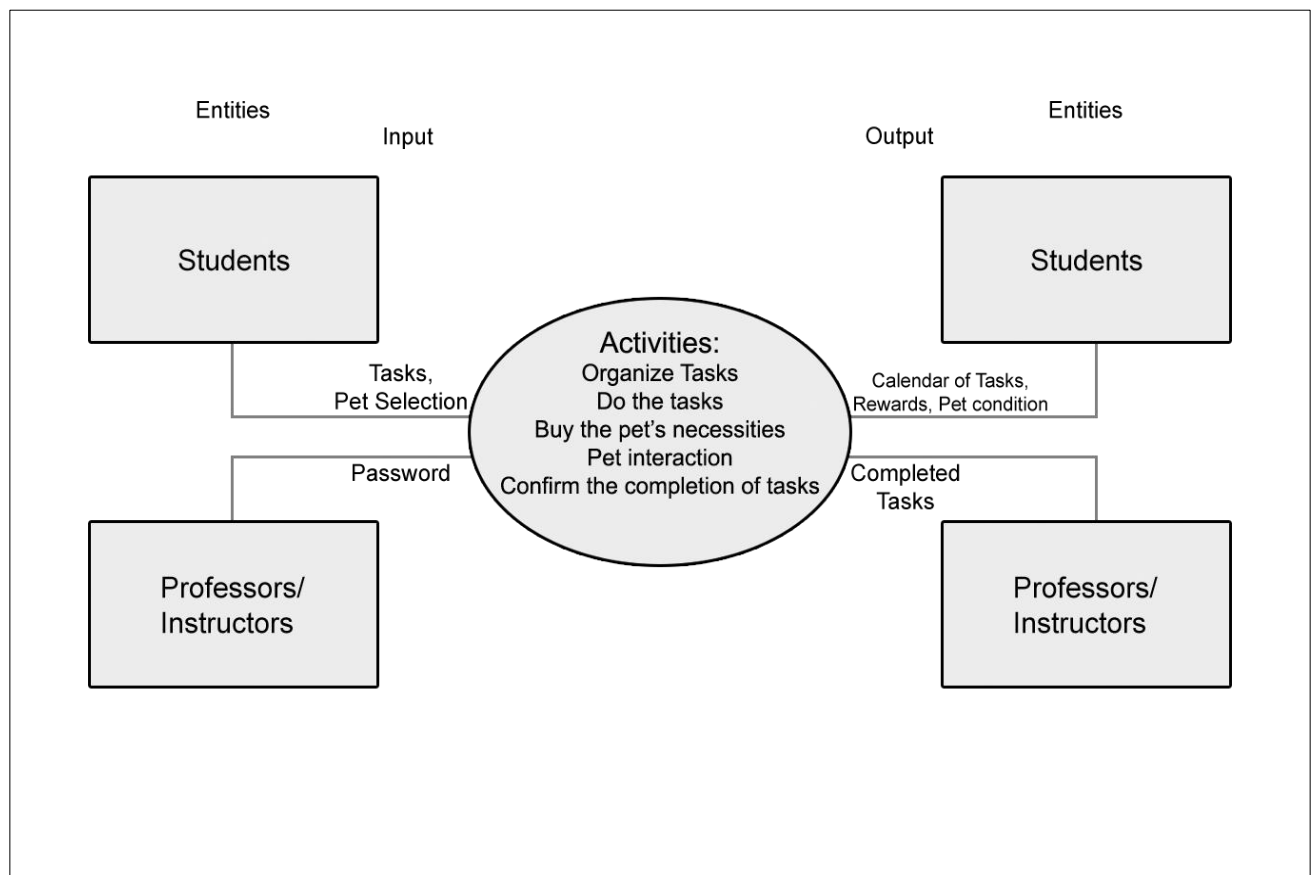 Entities
Entities
Input
Output
Students
Students
Activities:
Organize Tasks
Do the tasks
Buy the pet's necessities
Pet interaction
Confirm the completion of tasks
Tasks,
Pet Selection
Calendar of Tasks,
Rewards, Pet condition
Password
Completed
Tasks
Professors/
Instructors
Professors/
Instructors